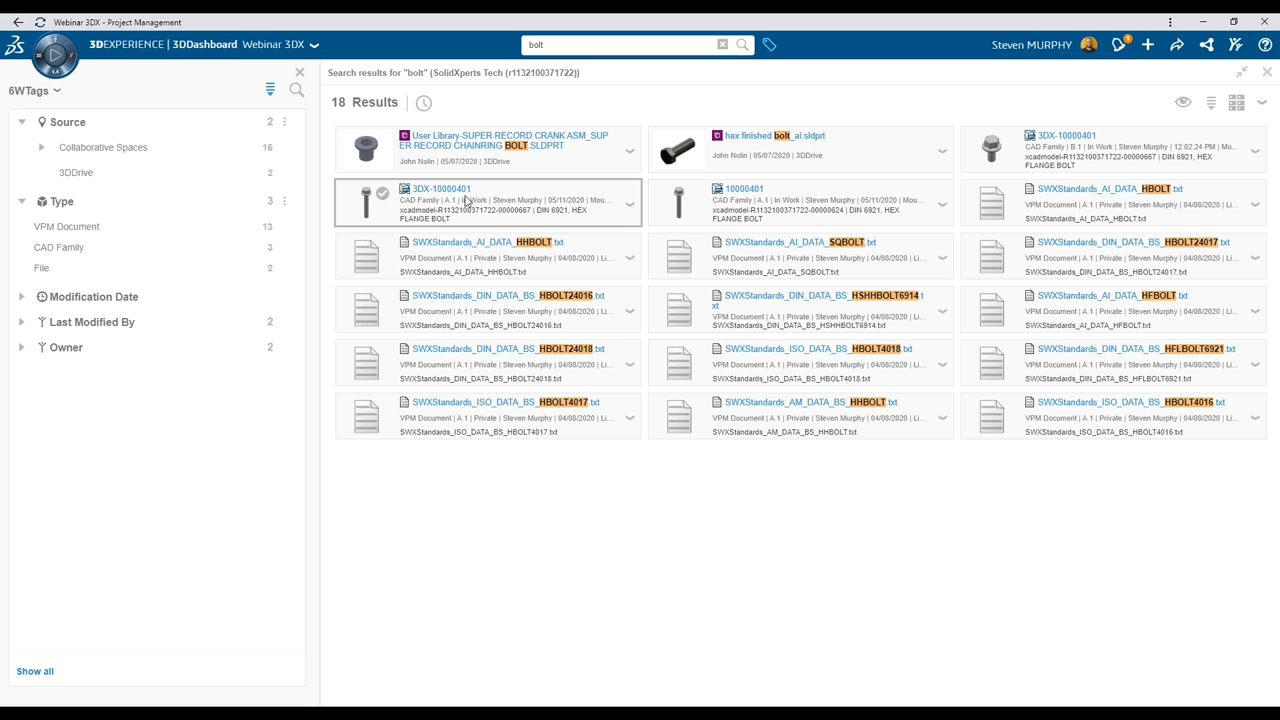 Webinar 3DX - Project Management
3DEXPERIENCE | 3DDashboard Webinar 3DX
bolt
Steven MURPHY
1
6WTags
Search results for "bolt" (SolidXperts Tech (r1132100371722))
18 Results
Source 2
Collaborative Spaces 16
3DDrive 2
Type 3
VPM Document 13
CAD Family 3
File 2
Modification Date
Last Modified By 2
Owner 2
Show all
User Library-SUPER RECORD CRANK ASM_SUP
ER RECORD CHAINRING BOLT.SLDPRT
John Nolin | 05/07/2020 | 3DDrive
hex finished bolt_ai.sldprt
John Nolin | 05/07/2020 | 3DDrive
3DX-10000401
CAD Family | B.1 | In Work | Steven Murphy | 12:02:24 PM | Mo...
xcadmodel-R1132100371722-00000667 | DIN 6921, HEX
FLANGE BOLT
3DX-10000401
CAD Family | A.1 | In Work | Steven Murphy | 05/11/2020 | Mou...
xcadmodel-R1132100371722-00000667 | DIN 6921, HEX
FLANGE BOLT
10000401
CAD Family | A.1 | In Work | Steven Murphy | 05/11/2020 | Mou...
xcadmodel-R1132100371722-00000624 | DIN 6921, HEX
FLANGE BOLT
SWXStandards_AI_DATA_HBOLT.txt
VPM Document | A.1 | Private | Steven Murphy | 04/08/2020 | Li...
SWXStandards_AI_DATA_HBOLT.txt
SWXStandards_AI_DATA_HHBOLT.txt
VPM Document | A.1 | Private | Steven Murphy | 04/08/2020 | Li...
SWXStandards_AI_DATA_HHBOLT.txt
SWXStandards_AI_DATA_SQBOLT.txt
VPM Document | A.1 | Private | Steven Murphy | 04/08/2020 | Li...
SWXStandards_AI_DATA_SQBOLT.txt
SWXStandards_DIN_DATA_BS_HBOLT24017.txt
VPM Document | A.1 | Private | Steven Murphy | 04/08/2020 | Li...
SWXStandards_DIN_DATA_BS_HBOLT24017.txt
SWXStandards_DIN_DATA_BS_HBOLT24016.txt
VPM Document | A.1 | Private | Steven Murphy | 04/08/2020 | Li...
SWXStandards_DIN_DATA_BS_HBOLT24016.txt
SWXStandards_DIN_DATA_BS_HSHHBOLT6914.t
xt
VPM Document | A.1 | Private | Steven Murphy | 04/08/2020 | Li...
SWXStandards_DIN_DATA_BS_HSHHBOLT6914.txt
SWXStandards_AI_DATA_HFBOLT.txt
VPM Document | A.1 | Private | Steven Murphy | 04/08/2020 | Li...
SWXStandards_AI_DATA_HFBOLT.txt
SWXStandards_DIN_DATA_BS_HBOLT24018.txt
VPM Document | A.1 | Private | Steven Murphy | 04/08/2020 | Li...
SWXStandards_DIN_DATA_BS_HBOLT24018.txt
SWXStandards_ISO_DATA_BS_HBOLT4018.txt
VPM Document | A.1 | Private | Steven Murphy | 04/08/2020 | Li...
SWXStandards_ISO_DATA_BS_HBOLT4018.txt
SWXStandards_DIN_DATA_BS_HFLBOLT6921.txt
VPM Document | A.1 | Private | Steven Murphy | 04/08/2020 | Li...
SWXStandards_DIN_DATA_BS_HFLBOLT6921.txt
SWXStandards_ISO_DATA_BS_HBOLT4017.txt
VPM Document | A.1 | Private | Steven Murphy | 04/08/2020 | Li...
SWXStandards_ISO_DATA_BS_HBOLT4017.txt
SWXStandards_AM_DATA_BS_HHBOLT.txt
VPM Document | A.1 | Private | Steven Murphy | 04/08/2020 | Li...
SWXStandards_AM_DATA_BS_HHBOLT.txt
SWXStandards_ISO_DATA_BS_HBOLT4016.txt
VPM Document | A.1 | Private | Steven Murphy | 04/08/2020 | Li...
SWXStandards_ISO_DATA_BS_HBOLT4016.txt